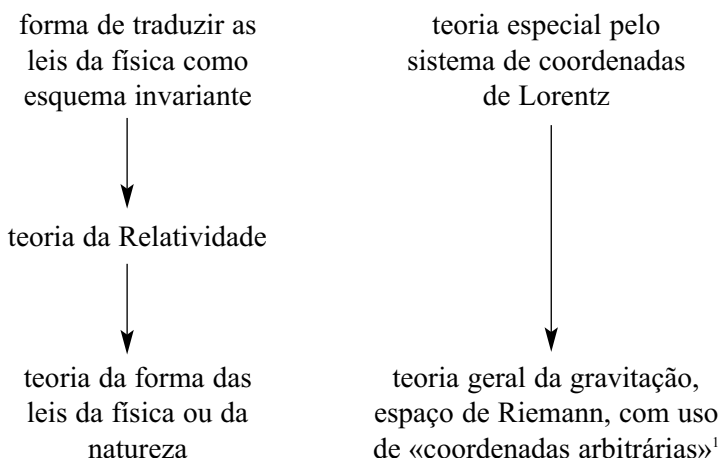 forma de traduzir as
leis da física como
esquema invariante
teoria da Relatividade
teoria da forma das
leis da física ou da
natureza
teoria especial pelo
sistema de coordenadas
de Lorentz
teoria geral da gravitação,
espaço de Riemann, com uso
de «coordenadas arbitrárias»¹